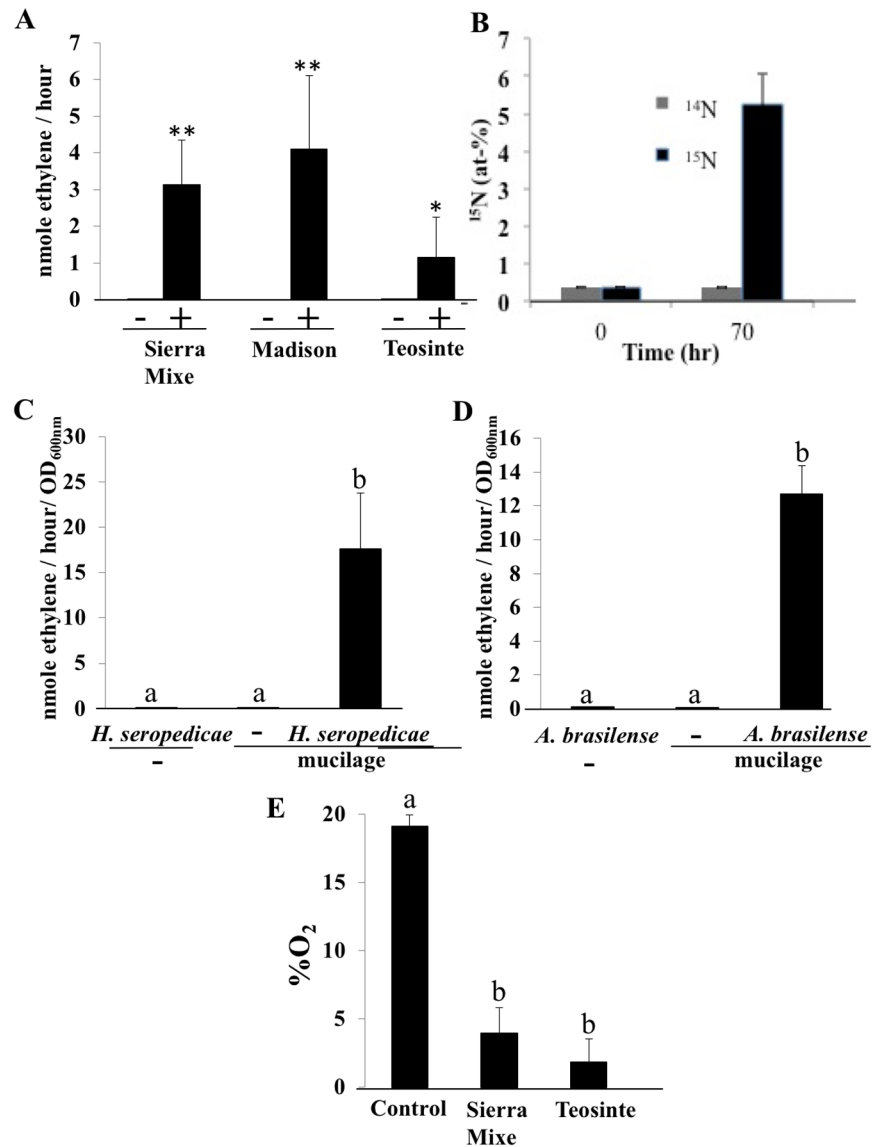 A
nmole ethylene / hour
7
6
5
4
3
2
1
0
**
**
*
- + - + - +
Sierra
Mixe
Madison
Teosinte
B
¹⁵N (at-%)
7
6
5
4
3
2
1
0
¹⁴N
¹⁵N
0 70
Time (hr)
C
nmole ethylene / hour/ OD₆₀₀ₙₘ
30
25
20
15
10
5
0
a a b
H. seropedicae - H. seropedicae
- mucilage
D
nmole ethylene / hour/ OD₆₀₀ₙₘ
16
14
12
10
8
6
4
2
0
a a b
A. brasilense - A. brasilense
- mucilage
E
%O₂
20
15
10
5
0
a
b
b
Control
Sierra
Mixe
Teosinte